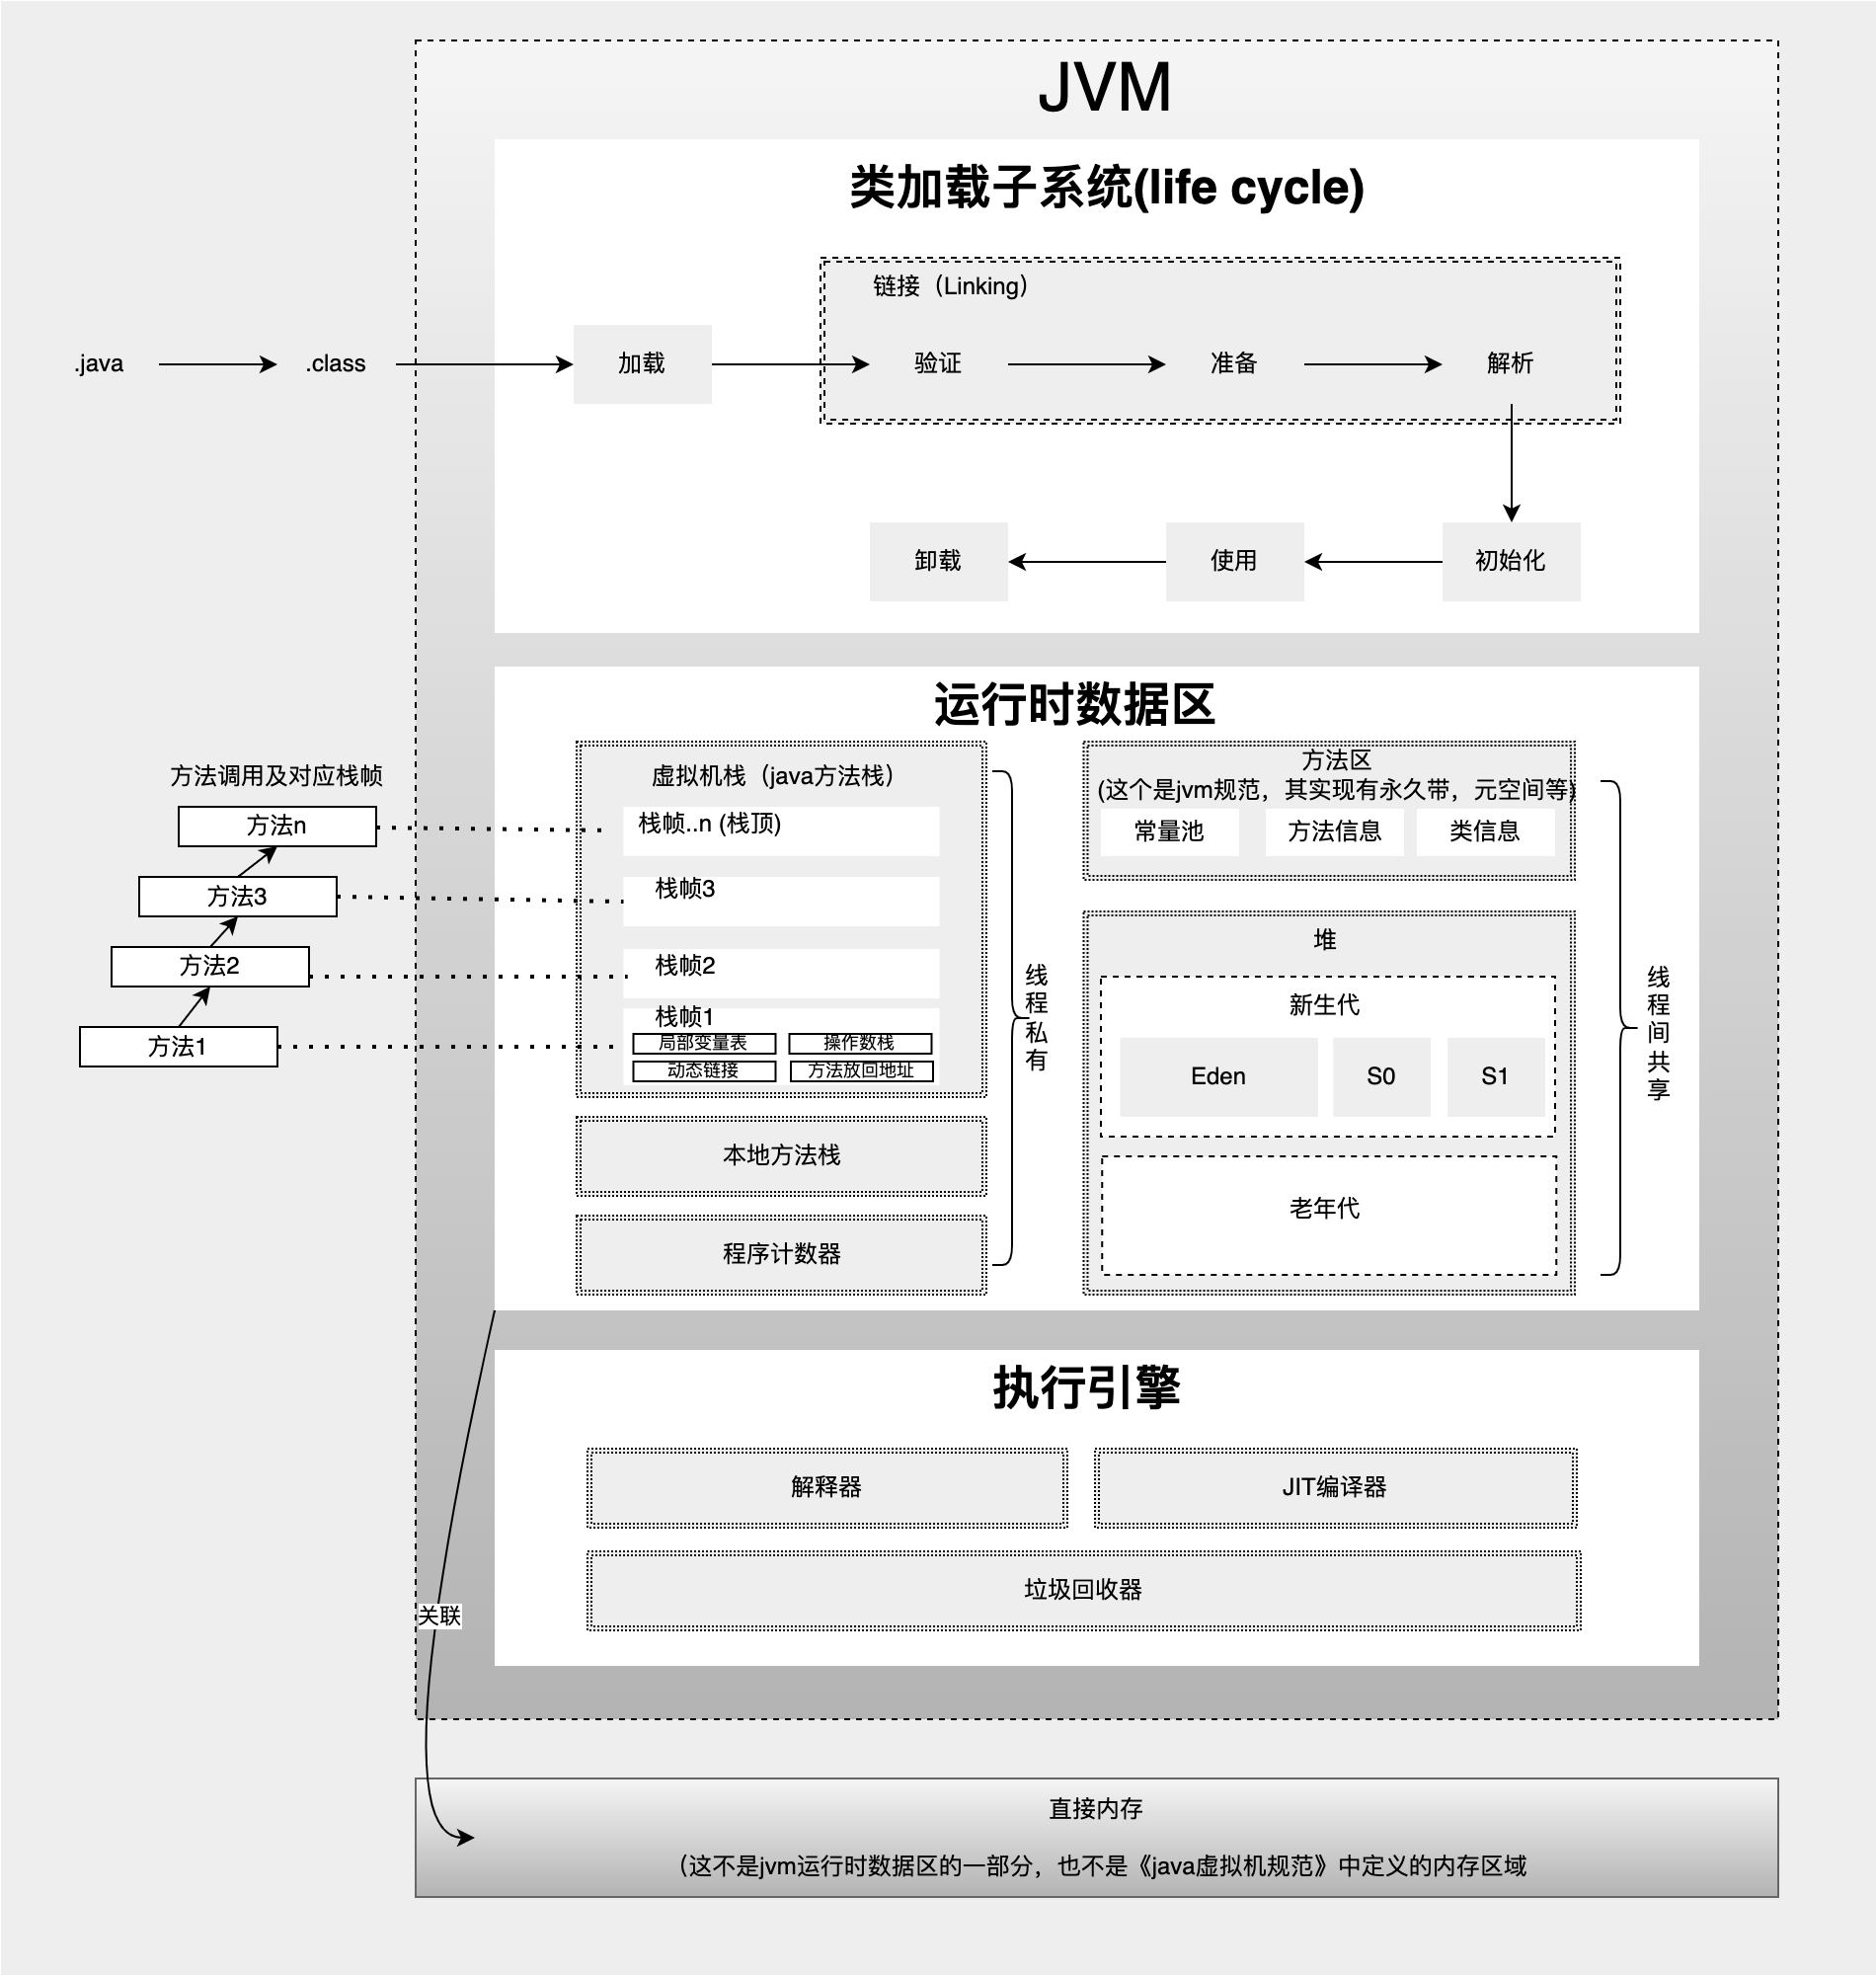 JVM
类加载子系统(life cycle)
链接（Linking）
.java
.class
加载
验证
准备
解析
卸载
使用
初始化
运行时数据区
方法调用及对应栈帧
方法n
方法3
方法2
方法1
虚拟机栈（java方法栈）
栈帧..n (栈顶)
栈帧3
栈帧2
栈帧1
局部变量表
操作数栈
动态链接
方法放回地址
本地方法栈
程序计数器
线程私有
方法区
(这个是jvm规范，其实现有永久带，元空间等)
常量池
方法信息
类信息
堆
新生代
Eden
S0
S1
老年代
线程间共享
执行引擎
解释器
JIT编译器
垃圾回收器
关联
直接内存
（这不是jvm运行时数据区的一部分，也不是《java虚拟机规范》中定义的内存区域